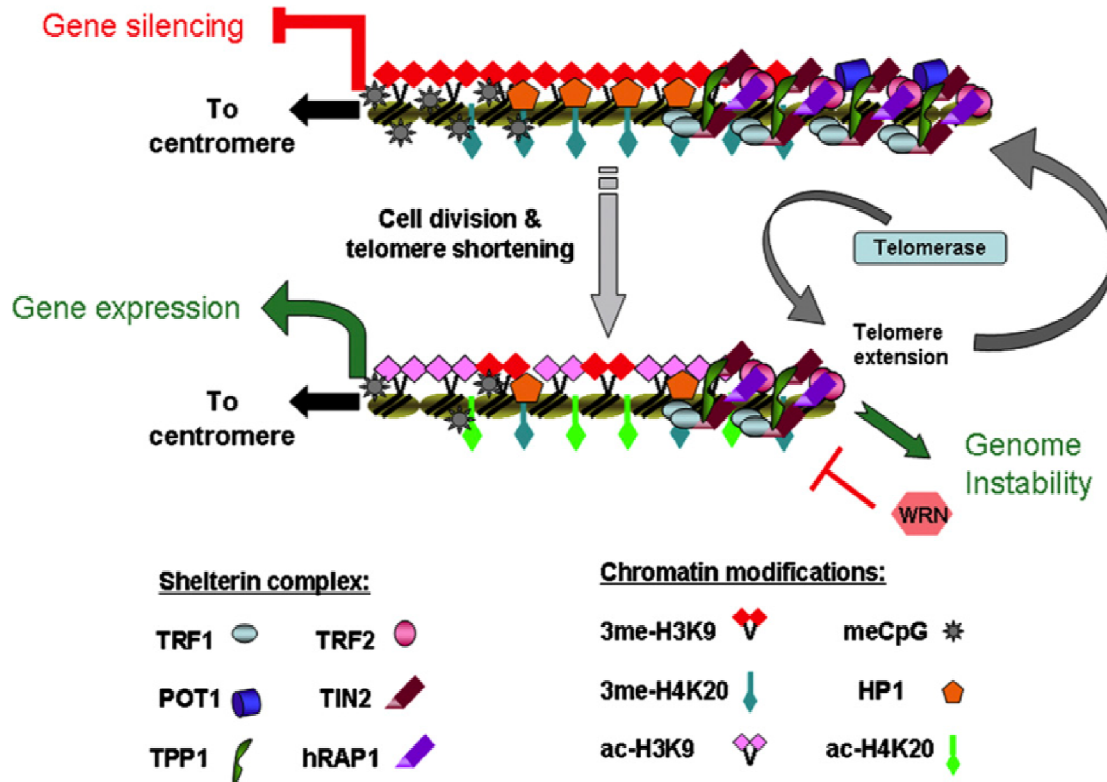 Gene silencing
To
centromere
Cell division &
telomere shortening
Telomerase
Gene expression
Telomere
extension
To
centromere
Genome
Instability
WRN
Shelterin complex:
TRF1
TRF2
POT1
TIN2
TPP1
hRAP1
Chromatin modifications:
3me-H3K9
meCpG
3me-H4K20
HP1
ac-H3K9
ac-H4K20